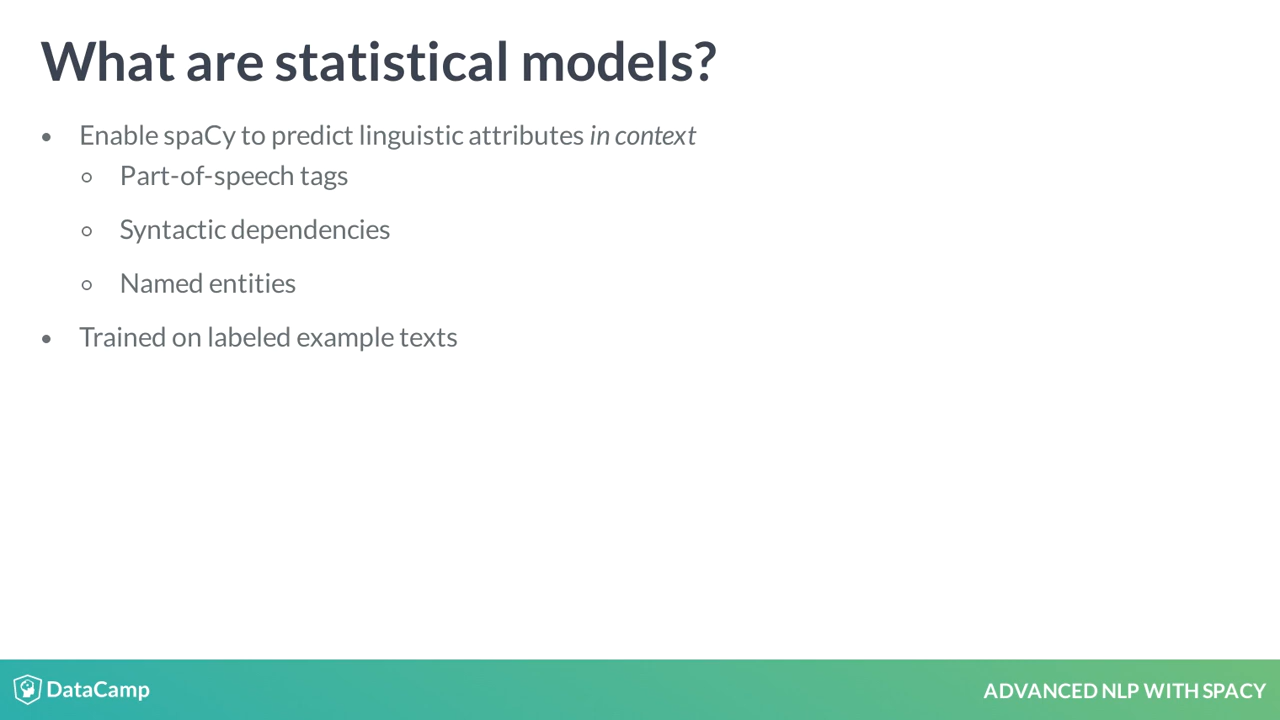 What are statistical models?
• Enable spaCy to predict linguistic attributes in context
◦ Part-of-speech tags
◦ Syntactic dependencies
◦ Named entities
• Trained on labeled example texts
DataCamp
ADVANCED NLP WITH SPACY